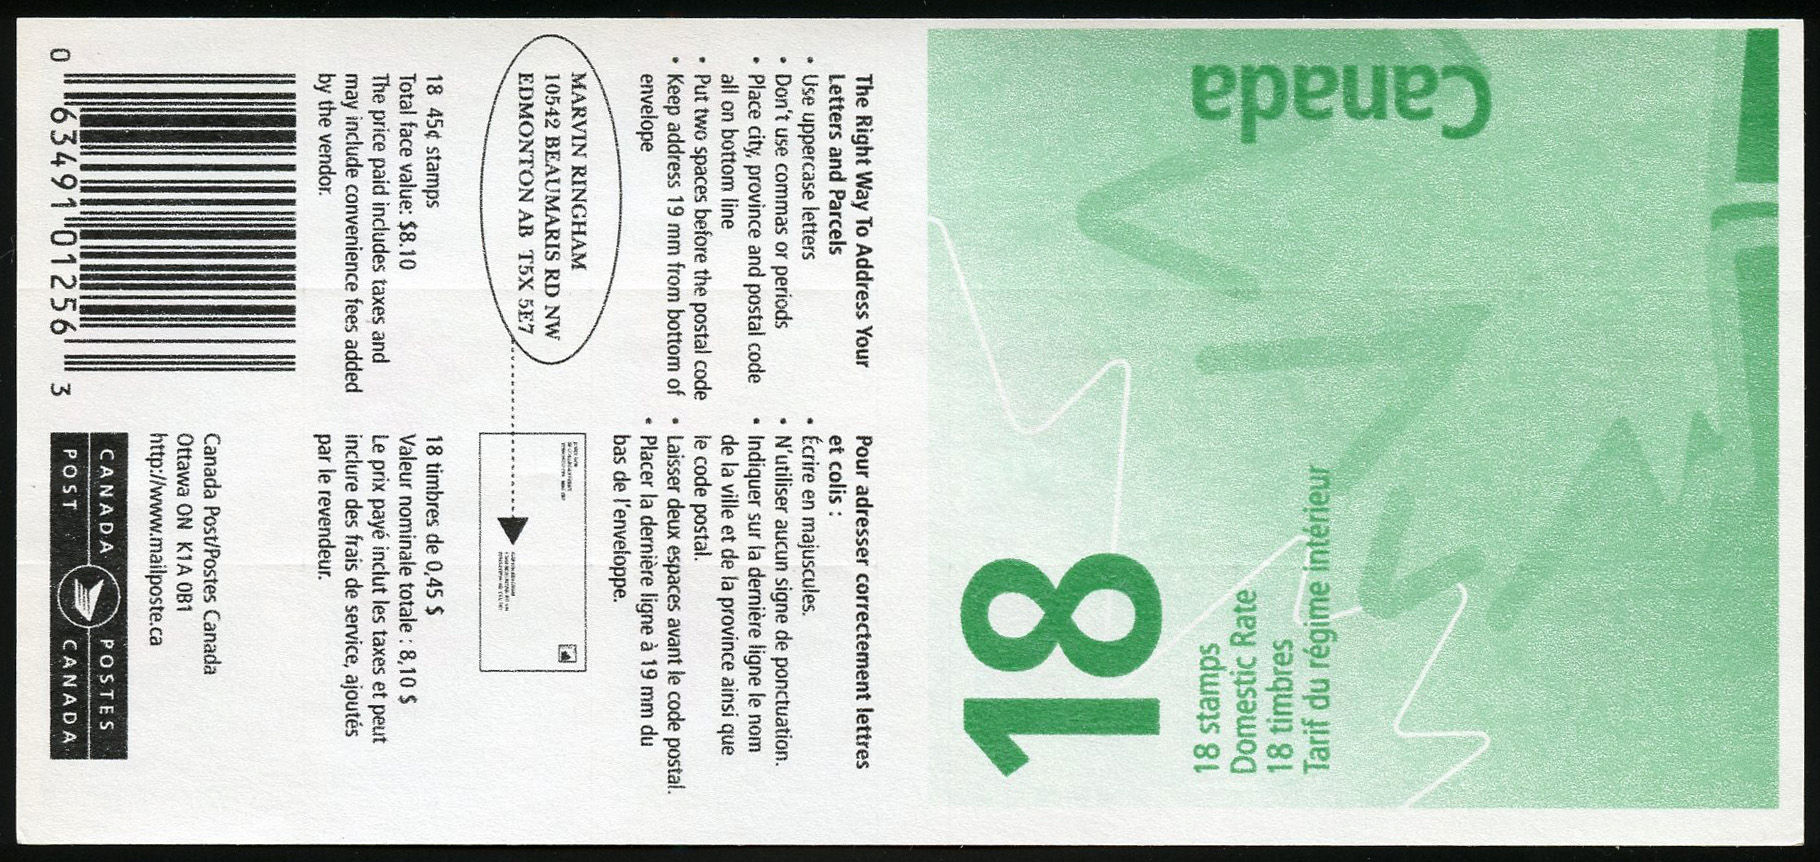 The Right Way To Address Your
Letters and Parcels
• Use uppercase letters
• Don't use commas or periods
• Place city, province and postal code
all on bottom line
• Put two spaces before the postal code
• Keep address 19 mm from bottom of
envelope
MARVIN RINGHAM
10542 BEAUMARIS RD NW
EDMONTON AB  T5X 5E7
18  45¢ stamps
Total face value: $8.10
The price paid includes taxes and
may include convenience fees added
by the vendor.
0 63491 01256 3
Pour adresser correctement lettres
et colis :
• Écrire en majuscules.
• N'utiliser aucun signe de ponctuation.
• Indiquer sur la dernière ligne le nom
de la ville et de la province ainsi que
le code postal.
• Laisser deux espaces avant le code postal.
• Placer la dernière ligne à 19 mm du
bas de l'enveloppe.
18 timbres de 0,45 $
Valeur nominale totale : 8,10 $
Le prix payé inclut les taxes et peut
inclure des frais de service, ajoutés
par le revendeur.
Canada Post/Postes Canada
Ottawa ON  K1A 0B1
http://www.mailposte.ca
CANADA POSTES
POST CANADA
Canada
18
18 stamps
Domestic Rate
18 timbres
Tarif du régime intérieur